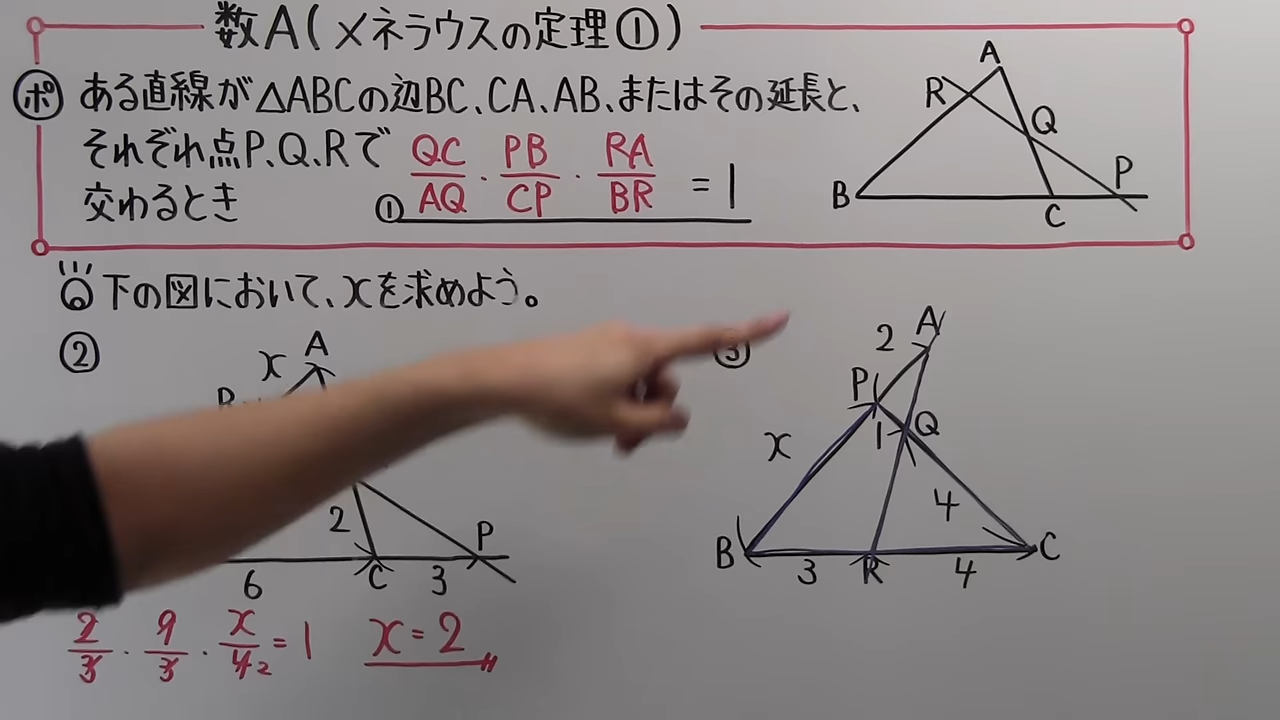 数A(メネラウスの定理①)
ポ ある直線が△ABCの辺BC、CA、AB、またはその延長と、
それぞれ点P、Q、Rで
交わるとき
① QC/AQ・PB/CP・RA/BR = 1
A
R
Q
P
B
C
下の図において、xを求めよう。
②
A
x
2
P
6
C
3
2/3・9/3・x/4 2 = 1 x=2
③
A
2
P
1
Q
x
4
B
3
R
4
C